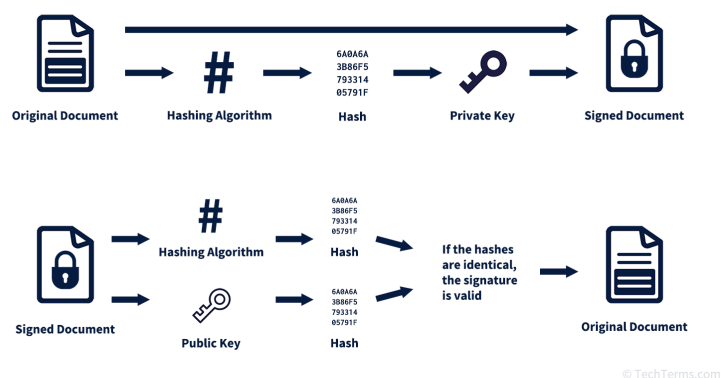 6A0A6A
3B86F5
793314
05791F
Original Document
Hashing Algorithm
Hash
Private Key
Signed Document
6A0A6A
3B86F5
793314
05791F
Hashing Algorithm
Hash
If the hashes
are identical,
the signature
is valid
6A0A6A
3B86F5
793314
05791F
Signed Document
Public Key
Hash
Original Document
© TechTerms.com